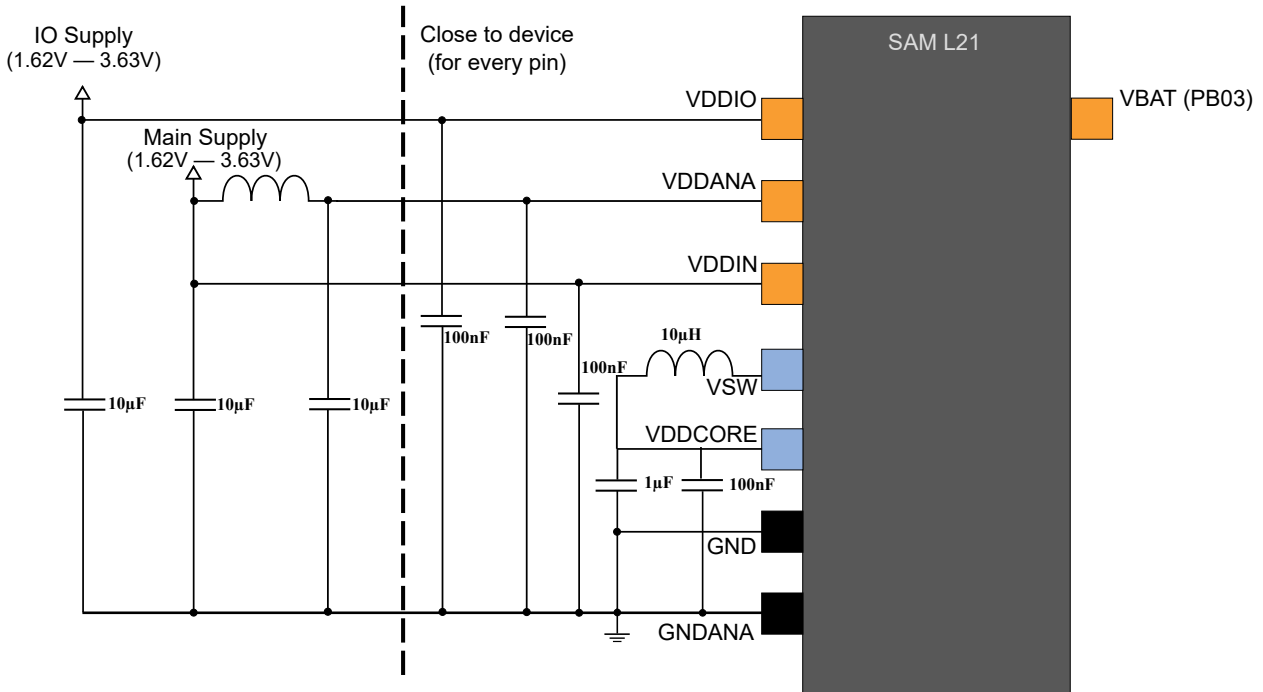 IO Supply
(1.62V — 3.63V)
Close to device
(for every pin)
SAM L21
VDDIO
VBAT (PB03)
Main Supply
(1.62V — 3.63V)
VDDANA
VDDIN
100nF
100nF
10µH
100nF
VSW
10µF
10µF
10µF
VDDCORE
1µF
100nF
GND
GNDANA